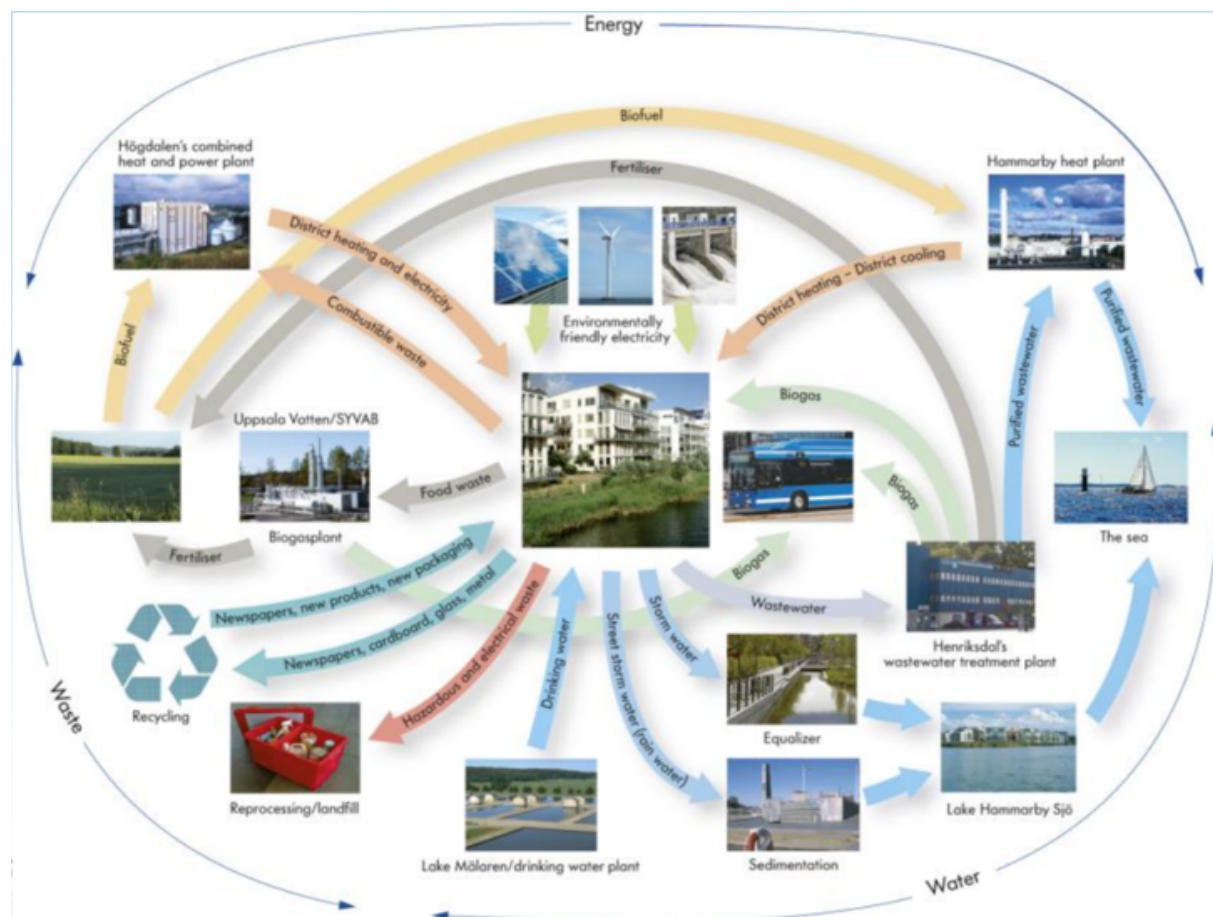 Energy
Biofuel
Högdalen's combined
heat and power plant
Fertiliser
Hammarby heat plant
District heating and electricity
District heating – District cooling
Combustible waste
Environmentally
friendly electricity
Purified wastewater
Biofuel
Purified wastewater
Uppsala Vatten/SYVAB
Biogas
Food waste
Biogas
Fertiliser
Biogasplant
The sea
Biogas
Newspapers, new products, new packaging
Wastewater
Storm water
Newspapers, cardboard, glass, metal
Henriksdal's
wastewater treatment plant
Street storm water (rain water)
Drinking water
Hazardous and electrical waste
Waste
Recycling
Equalizer
Reprocessing/landfill
Lake Hammarby Sjö
Lake Mälaren/drinking water plant
Sedimentation
Water